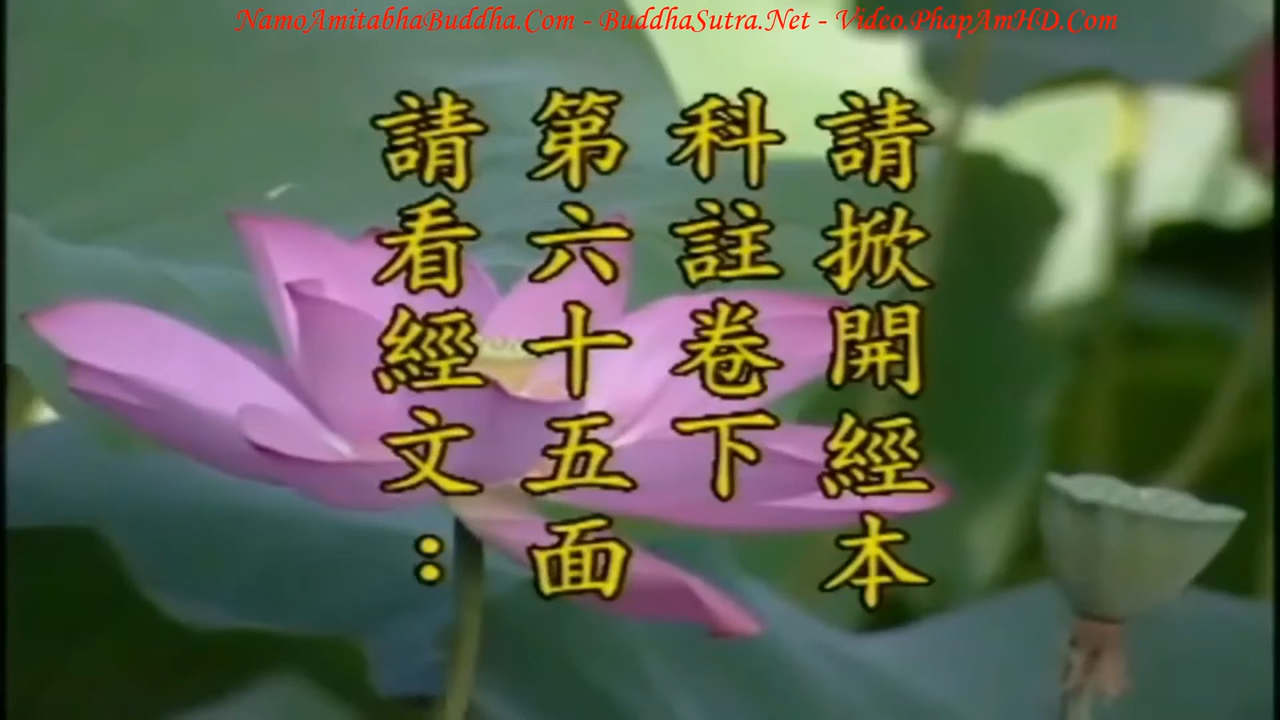 NamoAmitabhaBuddha.Com - BuddhaSutra.Net - Video.PhapAmHD.Com
請掀開經本
科註卷下
第六十五面
請看經文：